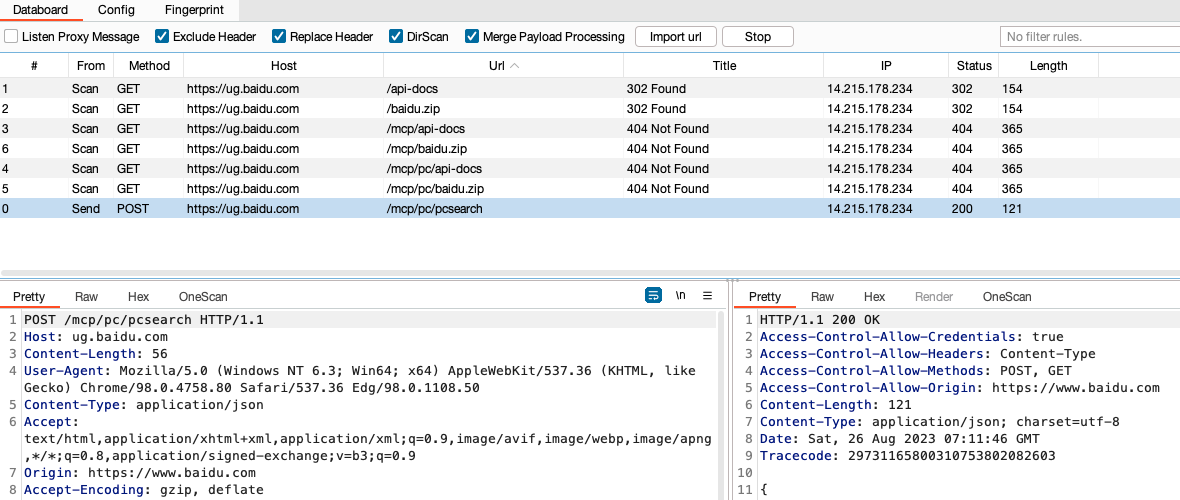 Databoard Config Fingerprint
Listen Proxy Message Exclude Header Replace Header DirScan Merge Payload Processing Import url Stop No filter rules.
# From Method Host Url Title IP Status Length
1 Scan GET https://ug.baidu.com /api-docs 302 Found 14.215.178.234 302 154
2 Scan GET https://ug.baidu.com /baidu.zip 302 Found 14.215.178.234 302 154
3 Scan GET https://ug.baidu.com /mcp/api-docs 404 Not Found 14.215.178.234 404 365
6 Scan GET https://ug.baidu.com /mcp/baidu.zip 404 Not Found 14.215.178.234 404 365
4 Scan GET https://ug.baidu.com /mcp/pc/api-docs 404 Not Found 14.215.178.234 404 365
5 Scan GET https://ug.baidu.com /mcp/pc/baidu.zip 404 Not Found 14.215.178.234 404 365
0 Send POST https://ug.baidu.com /mcp/pc/pcsearch 14.215.178.234 200 121
Pretty Raw Hex OneScan \n
1 POST /mcp/pc/pcsearch HTTP/1.1
2 Host: ug.baidu.com
3 Content-Length: 56
4 User-Agent: Mozilla/5.0 (Windows NT 6.3; Win64; x64) AppleWebKit/537.36 (KHTML, like
Gecko) Chrome/98.0.4758.80 Safari/537.36 Edg/98.0.1108.50
5 Content-Type: application/json
6 Accept:
text/html,application/xhtml+xml,application/xml;q=0.9,image/avif,image/webp,image/apng
,*/*;q=0.8,application/signed-exchange;v=b3;q=0.9
7 Origin: https://www.baidu.com
8 Accept-Encoding: gzip, deflate
Pretty Raw Hex Render OneScan
1 HTTP/1.1 200 OK
2 Access-Control-Allow-Credentials: true
3 Access-Control-Allow-Headers: Content-Type
4 Access-Control-Allow-Methods: POST, GET
5 Access-Control-Allow-Origin: https://www.baidu.com
6 Content-Length: 121
7 Content-Type: application/json; charset=utf-8
8 Date: Sat, 26 Aug 2023 07:11:46 GMT
9 Tracecode: 29731165800310753802082603
10
11 {